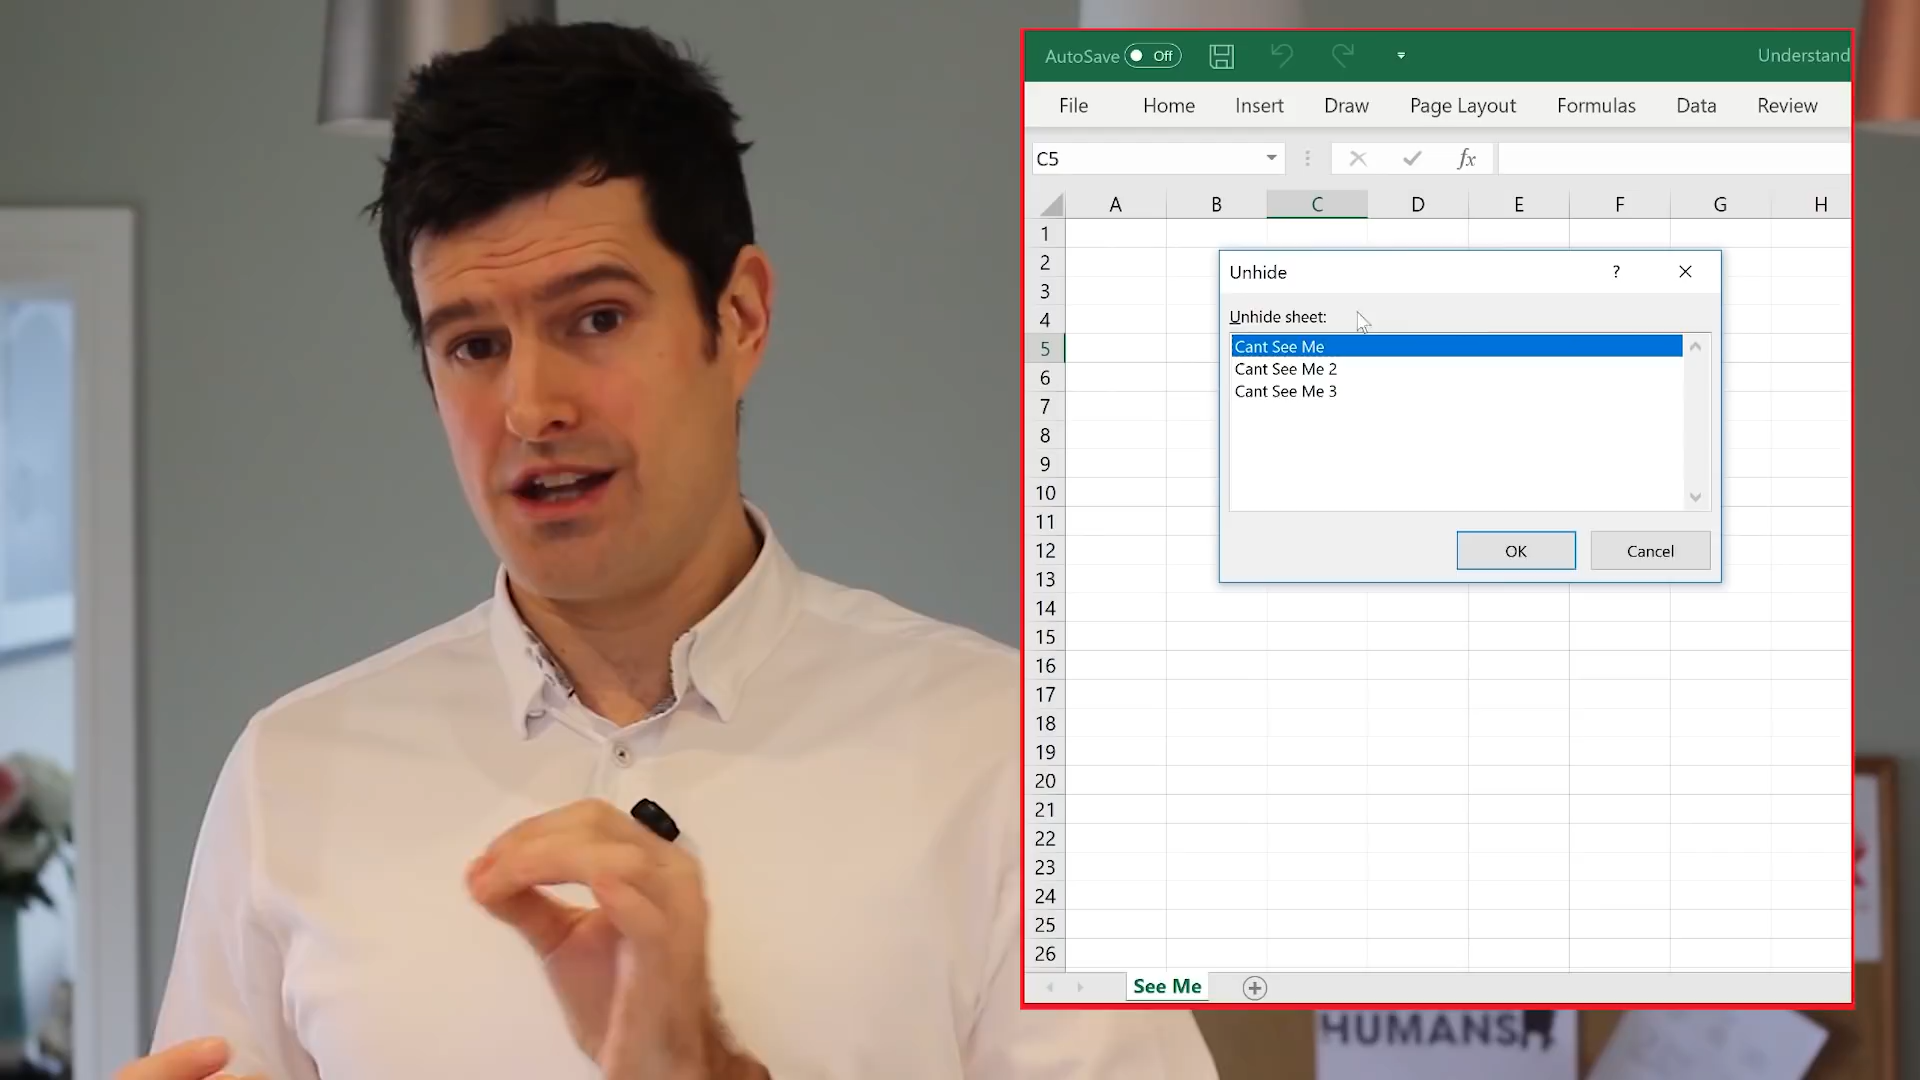 AutoSave Off Understand
File Home Insert Draw Page Layout Formulas Data Review
C5 fx
A B C D E F G H
1
2
3
4
5
6
7
8
9
10
11
12
13
14
15
16
17
18
19
20
21
22
23
24
25
26
Unhide ? 
Unhide sheet:
Cant See Me
Cant See Me 2
Cant See Me 3
OK Cancel
See Me
HUMANS